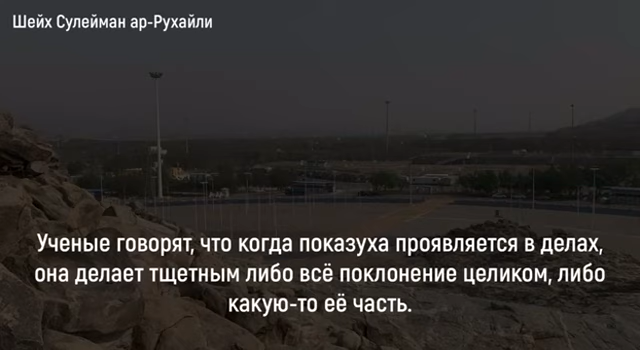 Шейх Сулейман ар-Рухайли
Ученые говорят, что когда показуха проявляется в делах,
она делает тщетным либо всё поклонение целиком, либо
какую-то её часть.